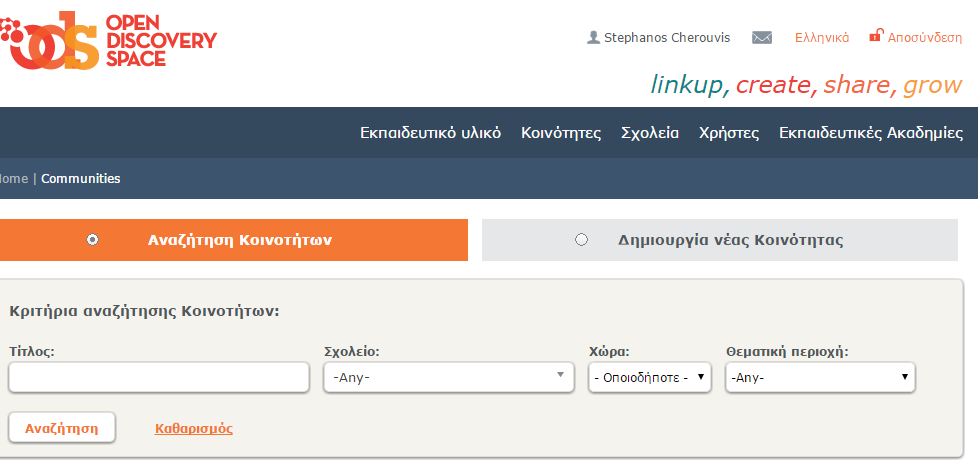 ods OPEN DISCOVERY SPACE
Stephanos Cherouvis Ελληνικά Αποσύνδεση
linkup, create, share, grow
Εκπαιδευτικό υλικό Κοινότητες Σχολεία Χρήστες Εκπαιδευτικές Ακαδημίες
Home | Communities
Αναζήτηση Κοινοτήτων Δημιουργία νέας Κοινότητας
Κριτήρια αναζήτησης Κοινοτήτων:
Τίτλος: Σχολείο: Χώρα: Θεματική περιοχή:
-Any- - Οποιοδήποτε - -Any-
Αναζήτηση Καθαρισμός